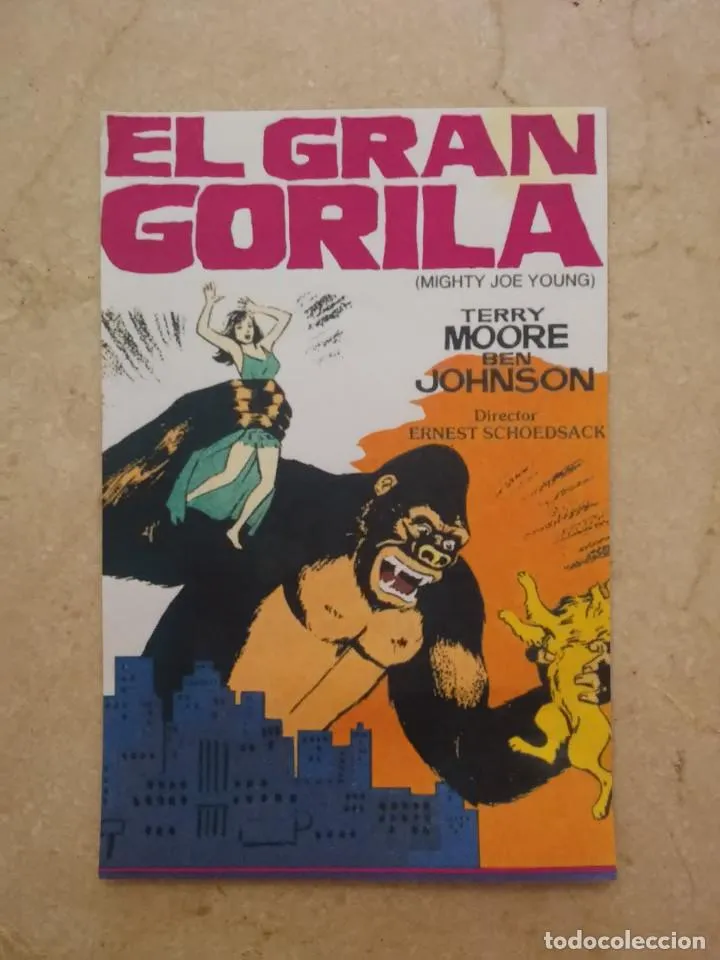 EL GRAN
GORILA
(MIGHTY JOE YOUNG)
TERRY
MOORE
BEN
JOHNSON
Director
ERNEST SCHOEDSACK
todocoleccion